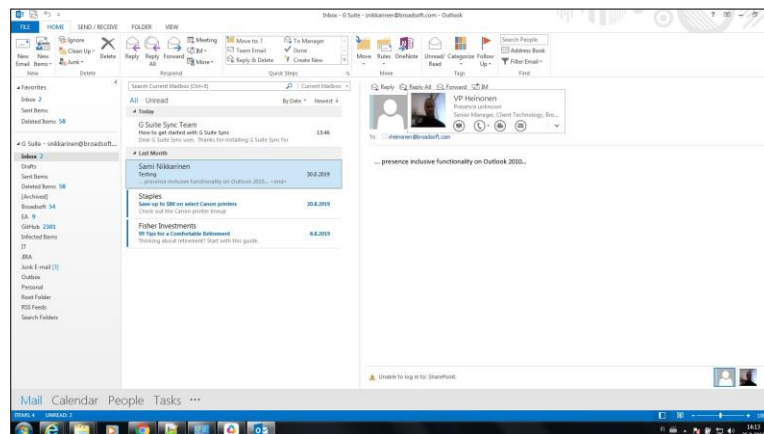 Inbox - G Suite - snikkarinen@broadsoft.com - Outlook
FILE HOME SEND / RECEIVE FOLDER VIEW
New Email
New Items
Ignore
Clean Up
Junk
Delete
Reply
Reply All
Forward
Meeting
IM
More
Move to: ?
Team Email
Reply & Delete
To Manager
Done
Create New
Move
Rules
OneNote
Unread/ Read
Categorize
Follow Up
Search People
Address Book
Filter Email
New Delete Respond Quick Steps Move Tags Find
Favorites
Inbox 2
Sent Items
Deleted Items 58
G Suite - snikkarinen@broadsoft...
Inbox 2
Drafts
Sent Items
Deleted Items 58
[Archived]
Broadsoft 54
EA 9
GitHub 2381
Infected Items
IT
JIRA
Junk E-mail [3]
Outbox
Personal
Root Folder
RSS Feeds
Search Folders
Search Current Mailbox (Ctrl+E) Current Mailbox
All Unread By Date Newest
Today
G Suite Sync Team
How to get started with G Suite Sync 13:46
Dear G Suite Sync user, Thanks for installing G Suite Sync for
Last Month
Sami Nikkarinen
Testing 30.8.2019
... presence inclusive functionality on Outlook 2010... <end>
Staples
Save up to $80 on select Canon printers 20.8.2019
Check out the Canon printer lineup
Fisher Investments
99 Tips for a Comfortable Retirement 8.8.2019
Thinking about retirement? Start with this guide
Reply Reply All Forward IM
VP Heinonen
Presence unknown
Senior Manager, Client Technology, Bro...
To vheinonen@broadsoft.com
... presence inclusive functionality on Outlook 2010...
Unable to log in to: SharePoint.
Mail Calendar People Tasks •••
ITEMS: 4 UNREAD: 2
FI
14:13